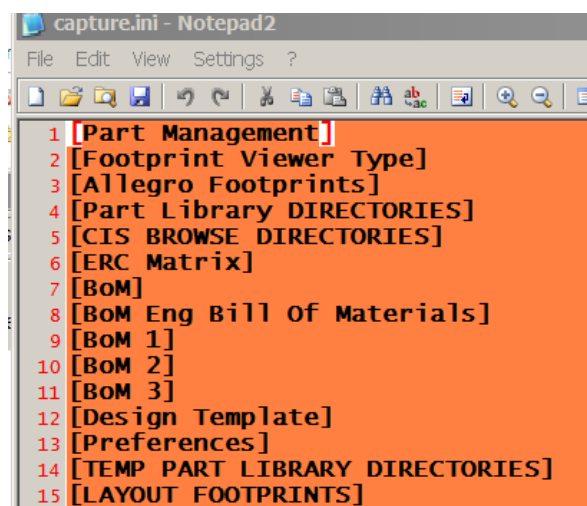 capture.ini - Notepad2
File Edit View Settings ?
1 [Part Management]
2 [Footprint Viewer Type]
3 [Allegro Footprints]
4 [Part Library DIRECTORIES]
5 [CIS BROWSE DIRECTORIES]
6 [ERC Matrix]
7 [BoM]
8 [BoM Eng Bill Of Materials]
9 [BoM 1]
10 [BoM 2]
11 [BoM 3]
12 [Design Template]
13 [Preferences]
14 [TEMP PART LIBRARY DIRECTORIES]
15 [LAYOUT FOOTPRINTS]